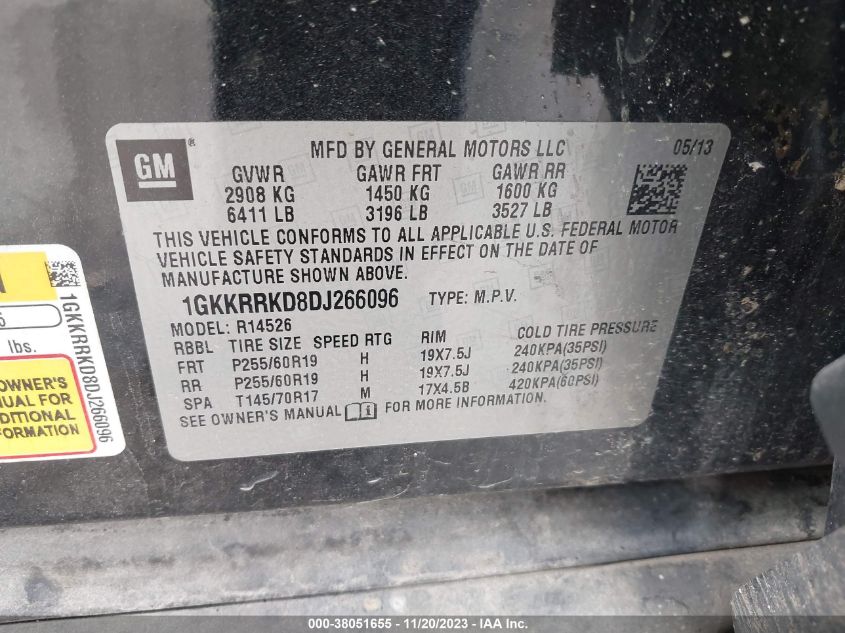 GM ®
MFD BY GENERAL MOTORS LLC 05/13
GVWR GAWR FRT GAWR RR
2908 KG 1450 KG 1600 KG
6411 LB 3196 LB 3527 LB
THIS VEHICLE CONFORMS TO ALL APPLICABLE U.S. FEDERAL MOTOR
VEHICLE SAFETY STANDARDS IN EFFECT ON THE DATE OF
MANUFACTURE SHOWN ABOVE.
1GKKRRKD8DJ266096 TYPE: M.P.V.
MODEL: R14526
RBBL TIRE SIZE SPEED RTG RIM COLD TIRE PRESSURE
FRT P255/60R19 H 19X7.5J 240KPA(35PSI)
RR P255/60R19 H 19X7.5J 240KPA(35PSI)
SPA T145/70R17 M 17X4.5B 420KPA(60PSI)
SEE OWNER'S MANUAL FOR MORE INFORMATION.
lbs.
OWNER'S
FOR
1GKKRRKD8DJ266096
000-38051655 - 11/20/2023 - IAA Inc.